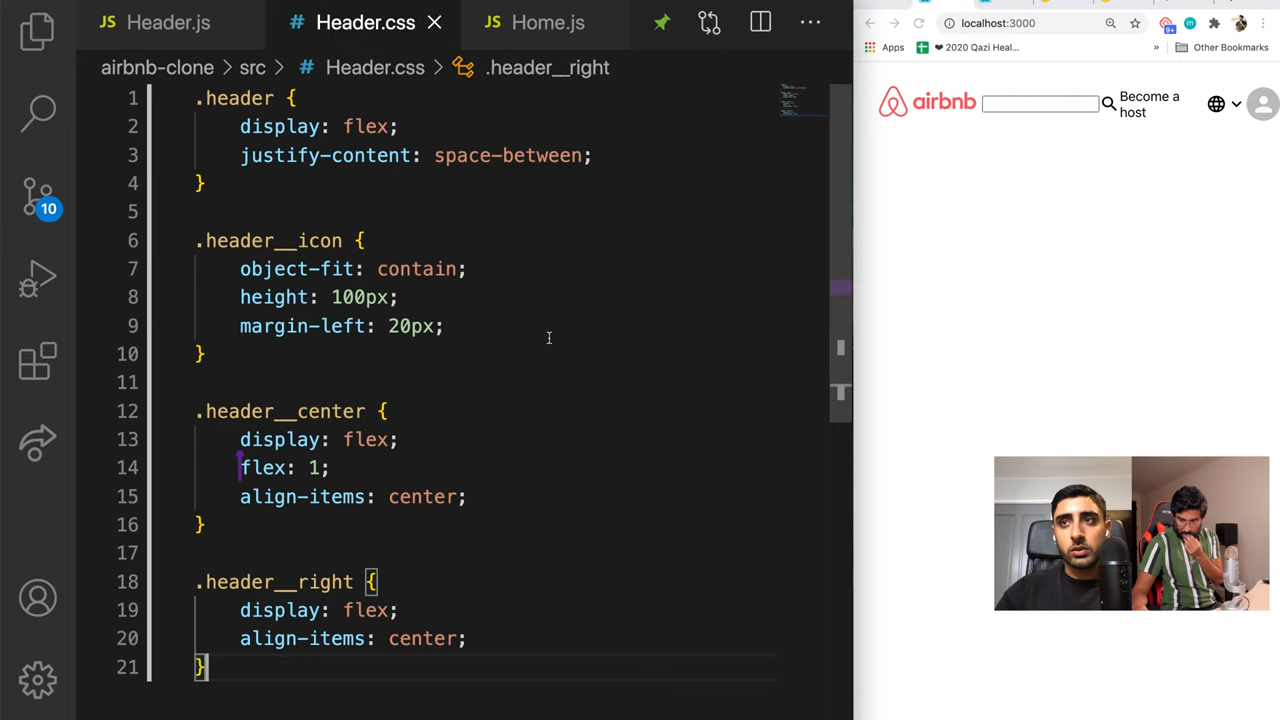 Header.js
Header.css
Home.js
airbnb-clone > src > # Header.css > .header__right
1 .header {
2 display: flex;
3 justify-content: space-between;
4 }
5
6 .header__icon {
7 object-fit: contain;
8 height: 100px;
9 margin-left: 20px;
10 }
11
12 .header__center {
13 display: flex;
14 flex: 1;
15 align-items: center;
16 }
17
18 .header__right {
19 display: flex;
20 align-items: center;
21 }
10
localhost:3000
9+
Apps
2020 Qazi Heal...
» Other Bookmarks
airbnb
Become a
host